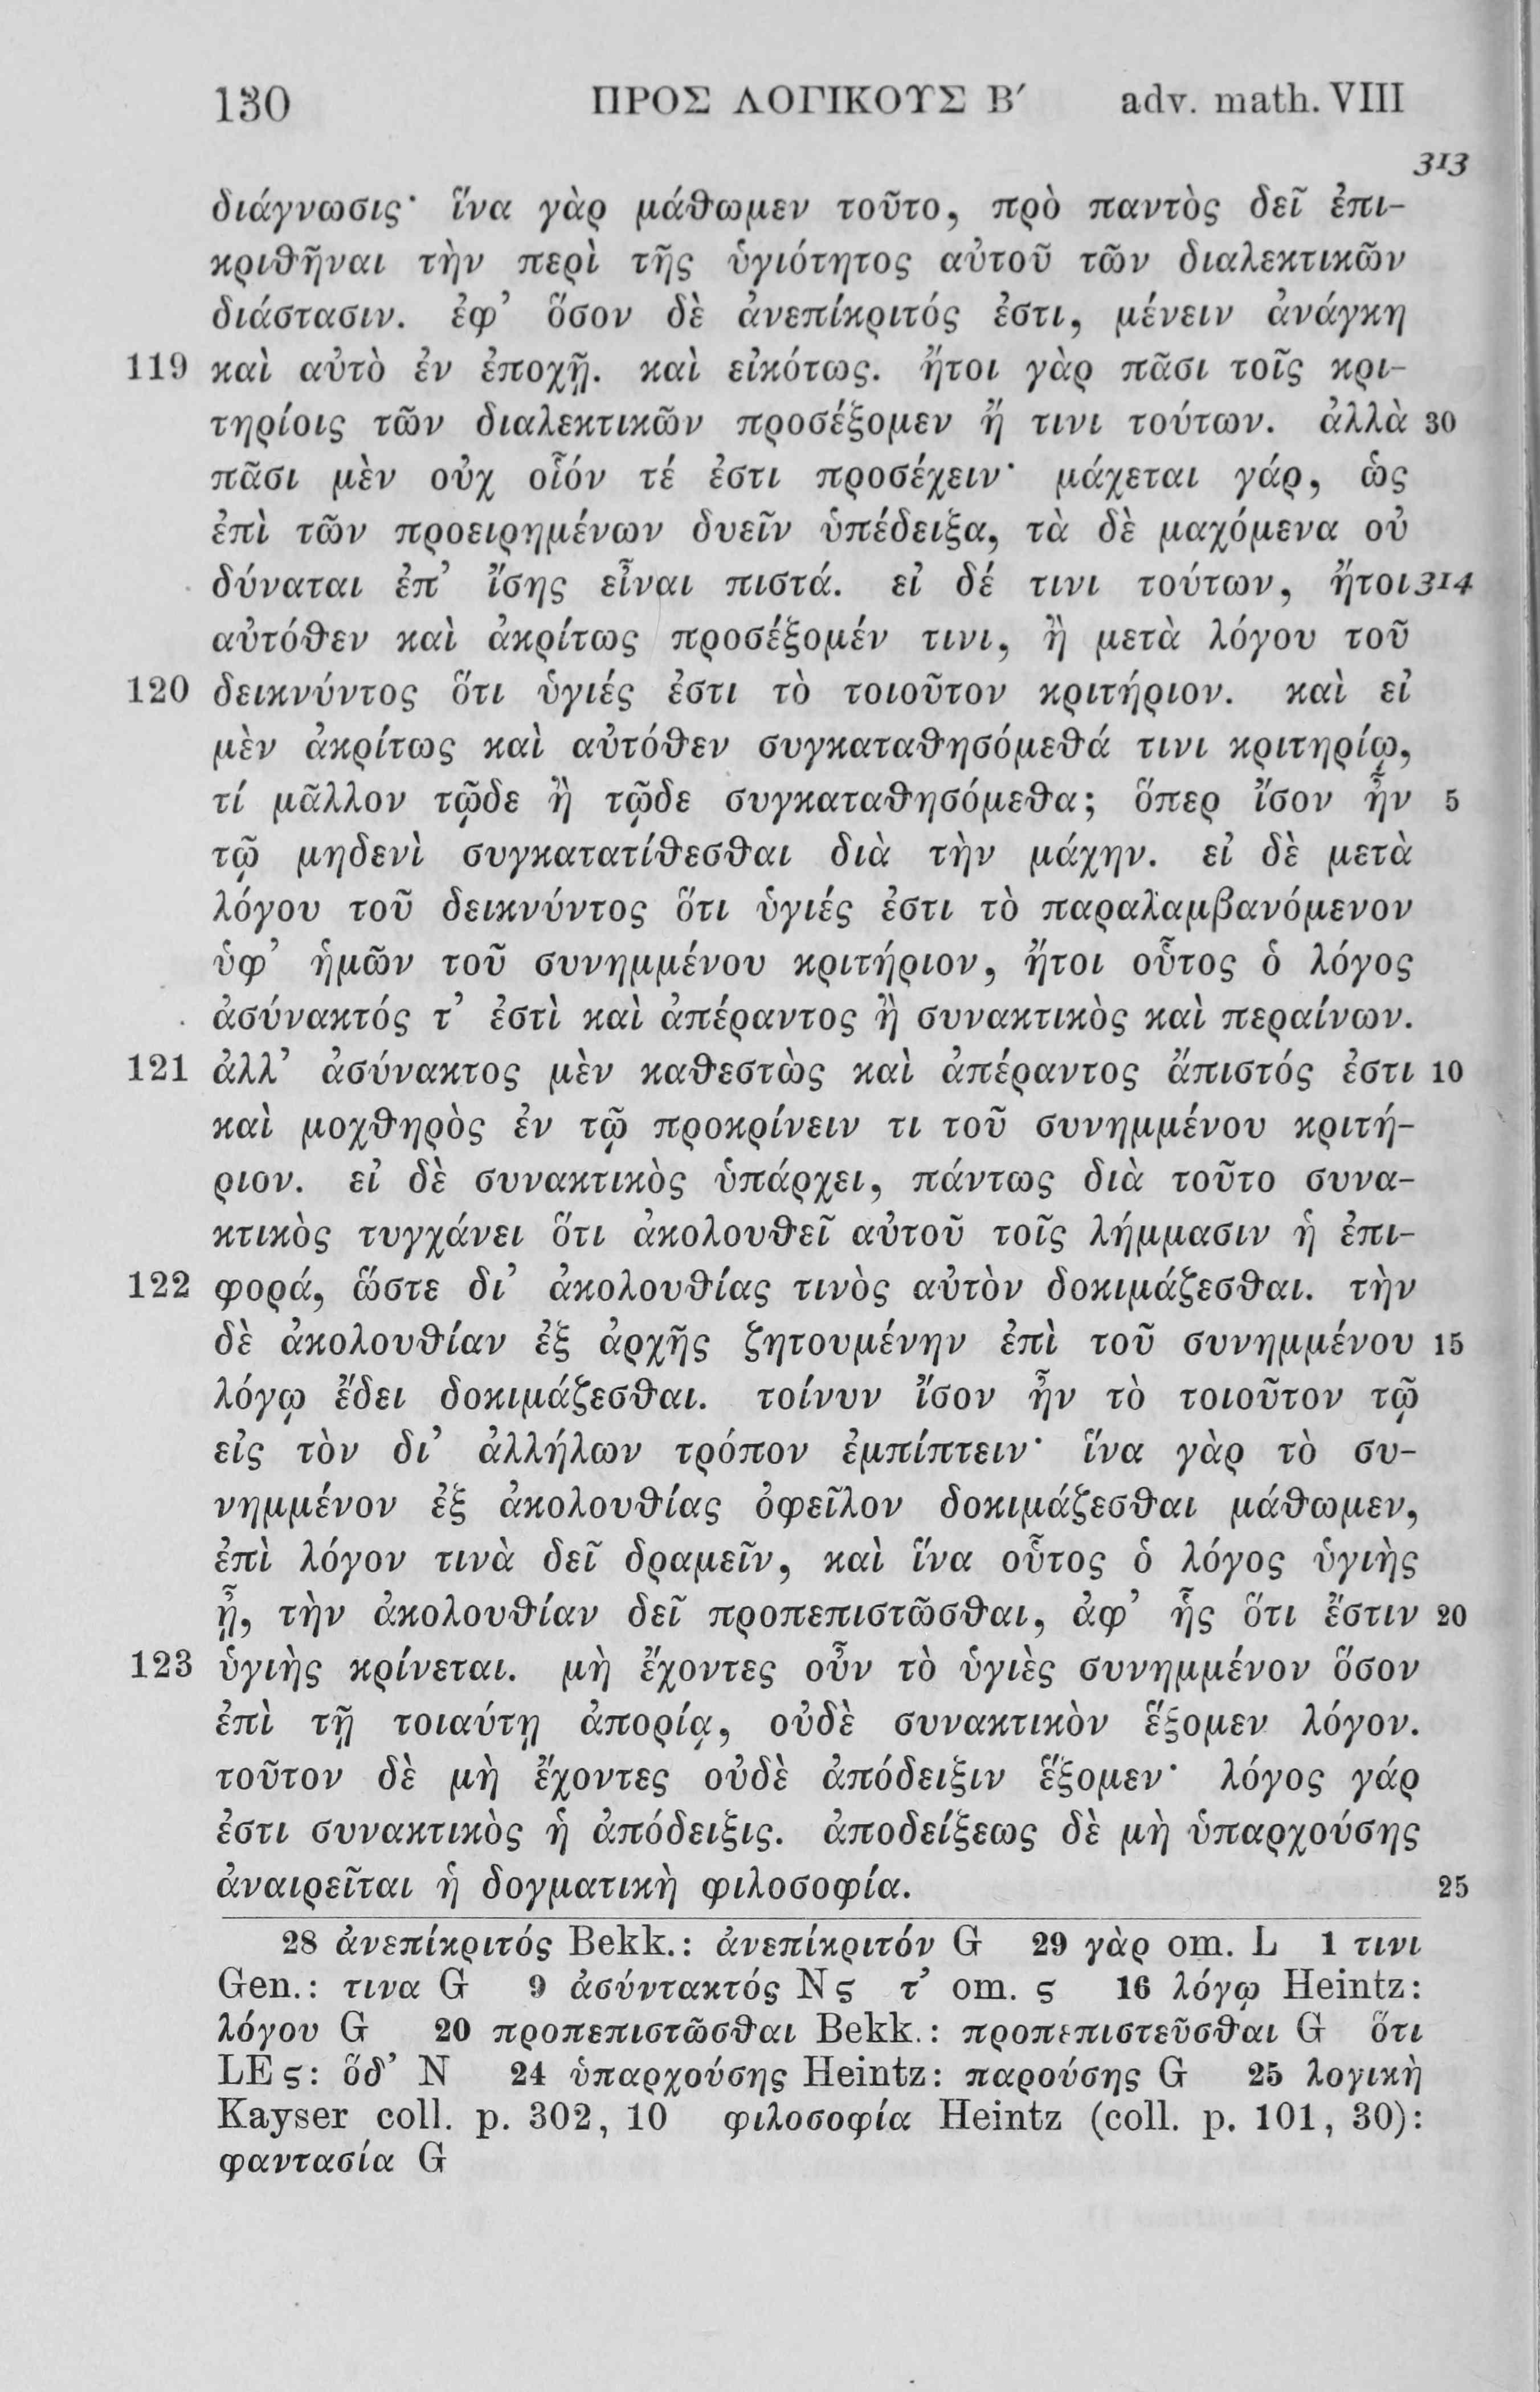 130 ΠΡΟΣ ΛΟΓΙΚΟΥΣ Β′ adv. math. VIII
313
διάγνωσις· ἵνα γὰρ μάθωμεν τοῦτο, πρὸ παντὸς δεῖ ἐπι-
κριθῆναι τὴν περὶ τῆς ὑγιότητος αὐτοῦ τῶν διαλεκτικῶν
διάστασιν. ἐφ’ ὅσον δὲ ἀνεπίκριτός ἐστι, μένειν ἀνάγκη
119 καὶ αὐτὸ ἐν ἐποχῇ. καὶ εἰκότως. ἤτοι γὰρ πᾶσι τοῖς κρι-
τηρίοις τῶν διαλεκτικῶν προσέξομεν ἤ τινι τούτων. ἀλλὰ 30
πᾶσι μὲν οὐχ οἷόν τέ ἐστι προσέχειν· μάχεται γάρ, ὡς
ἐπὶ τῶν προειρημένων δυεῖν ὑπέδειξα, τὰ δὲ μαχόμενα οὐ
δύναται ἐπ’ ἴσης εἶναι πιστά. εἰ δέ τινι τούτων, ἤτοι 314
αὐτόθεν καὶ ἀκρίτως προσέξομέν τινι, ἢ μετὰ λόγου τοῦ
120 δεικνύντος ὅτι ὑγιές ἐστι τὸ τοιοῦτον κριτήριον. καὶ εἰ
μὲν ἀκρίτως καὶ αὐτόθεν συγκαταθησόμεθά τινι κριτηρίῳ,
τί μᾶλλον τῷδε ἢ τῷδε συγκαταθησόμεθα; ὅπερ ἴσον ἦν 5
τῷ μηδενὶ συγκατατίθεσθαι διὰ τὴν μάχην. εἰ δὲ μετὰ
λόγου τοῦ δεικνύντος ὅτι ὑγιές ἐστι τὸ παραλαμβανόμενον
ὑφ’ ἡμῶν τοῦ συνημμένου κριτήριον, ἤτοι οὗτος ὁ λόγος
ἀσύνακτός τ’ ἐστὶ καὶ ἀπέραντος ἢ συνακτικὸς καὶ περαίνων.
121 ἀλλ’ ἀσύνακτος μὲν καθεστὼς καὶ ἀπέραντος ἄπιστός ἐστι 10
καὶ μοχθηρὸς ἐν τῷ προκρίνειν τι τοῦ συνημμένου κριτή-
ριον. εἰ δὲ συνακτικὸς ὑπάρχει, πάντως διὰ τοῦτο συνα-
κτικὸς τυγχάνει ὅτι ἀκολουθεῖ αὐτοῦ τοῖς λήμμασιν ἡ ἐπι-
122 φορά, ὥστε δι’ ἀκολουθίας τινὸς αὐτὸν δοκιμάζεσθαι. τὴν
δὲ ἀκολουθίαν ἐξ ἀρχῆς ζητουμένην ἐπὶ τοῦ συνημμένου 15
λόγῳ ἔδει δοκιμάζεσθαι. τοίνυν ἴσον ἦν τὸ τοιοῦτον τῷ
εἰς τὸν δι’ ἀλλήλων τρόπον ἐμπίπτειν· ἵνα γὰρ τὸ συ-
νημμένον ἐξ ἀκολουθίας ὀφεῖλον δοκιμάζεσθαι μάθωμεν,
ἐπὶ λόγον τινὰ δεῖ δραμεῖν, καὶ ἵνα οὗτος ὁ λόγος ὑγιὴς
ᾖ, τὴν ἀκολουθίαν δεῖ προπεπιστῶσθαι, ἀφ’ ἧς ὅτι ἔστιν 20
123 ὑγιὴς κρίνεται. μὴ ἔχοντες οὖν τὸ ὑγιὲς συνημμένον ὅσον
ἐπὶ τῇ τοιαύτῃ ἀπορίᾳ, οὐδὲ συνακτικὸν ἕξομεν λόγον.
τοῦτον δὲ μὴ ἔχοντες οὐδὲ ἀπόδειξιν ἕξομεν· λόγος γάρ
ἐστι συνακτικὸς ἡ ἀπόδειξις. ἀποδείξεως δὲ μὴ ὑπαρχούσης
ἀναιρεῖται ἡ δογματικὴ φιλοσοφία. 25
28 ἀνεπίκριτός Bekk.: ἀνεπίκριτόν G 29 γὰρ om. L 1 τινι
Gen.: τινα G 9 ἀσύντακτός N ς τ’ om. ς 16 λόγῳ Heintz:
λόγου G 20 προπεπιστῶσθαι Bekk.: προπεπιστεῦσθαι G ὅτι
LE ς: ὅδ’ N 24 ὑπαρχούσης Heintz: παρούσης G 25 λογικὴ
Kayser coll. p. 302, 10 φιλοσοφία Heintz (coll. p. 101, 30):
φαντασία G